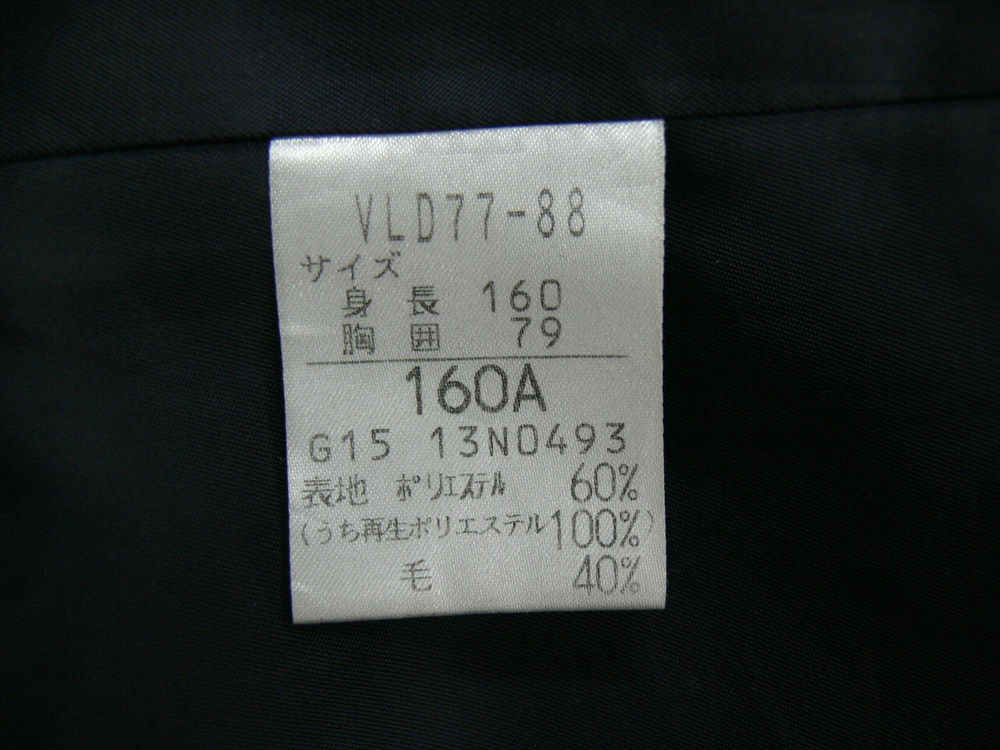 VLD77-88
サイズ
身 長 160
胸 囲 79
160A
G15 13N0493
表地 ポリエステル 60%
(うち再生ポリエステル100%)
毛 40%